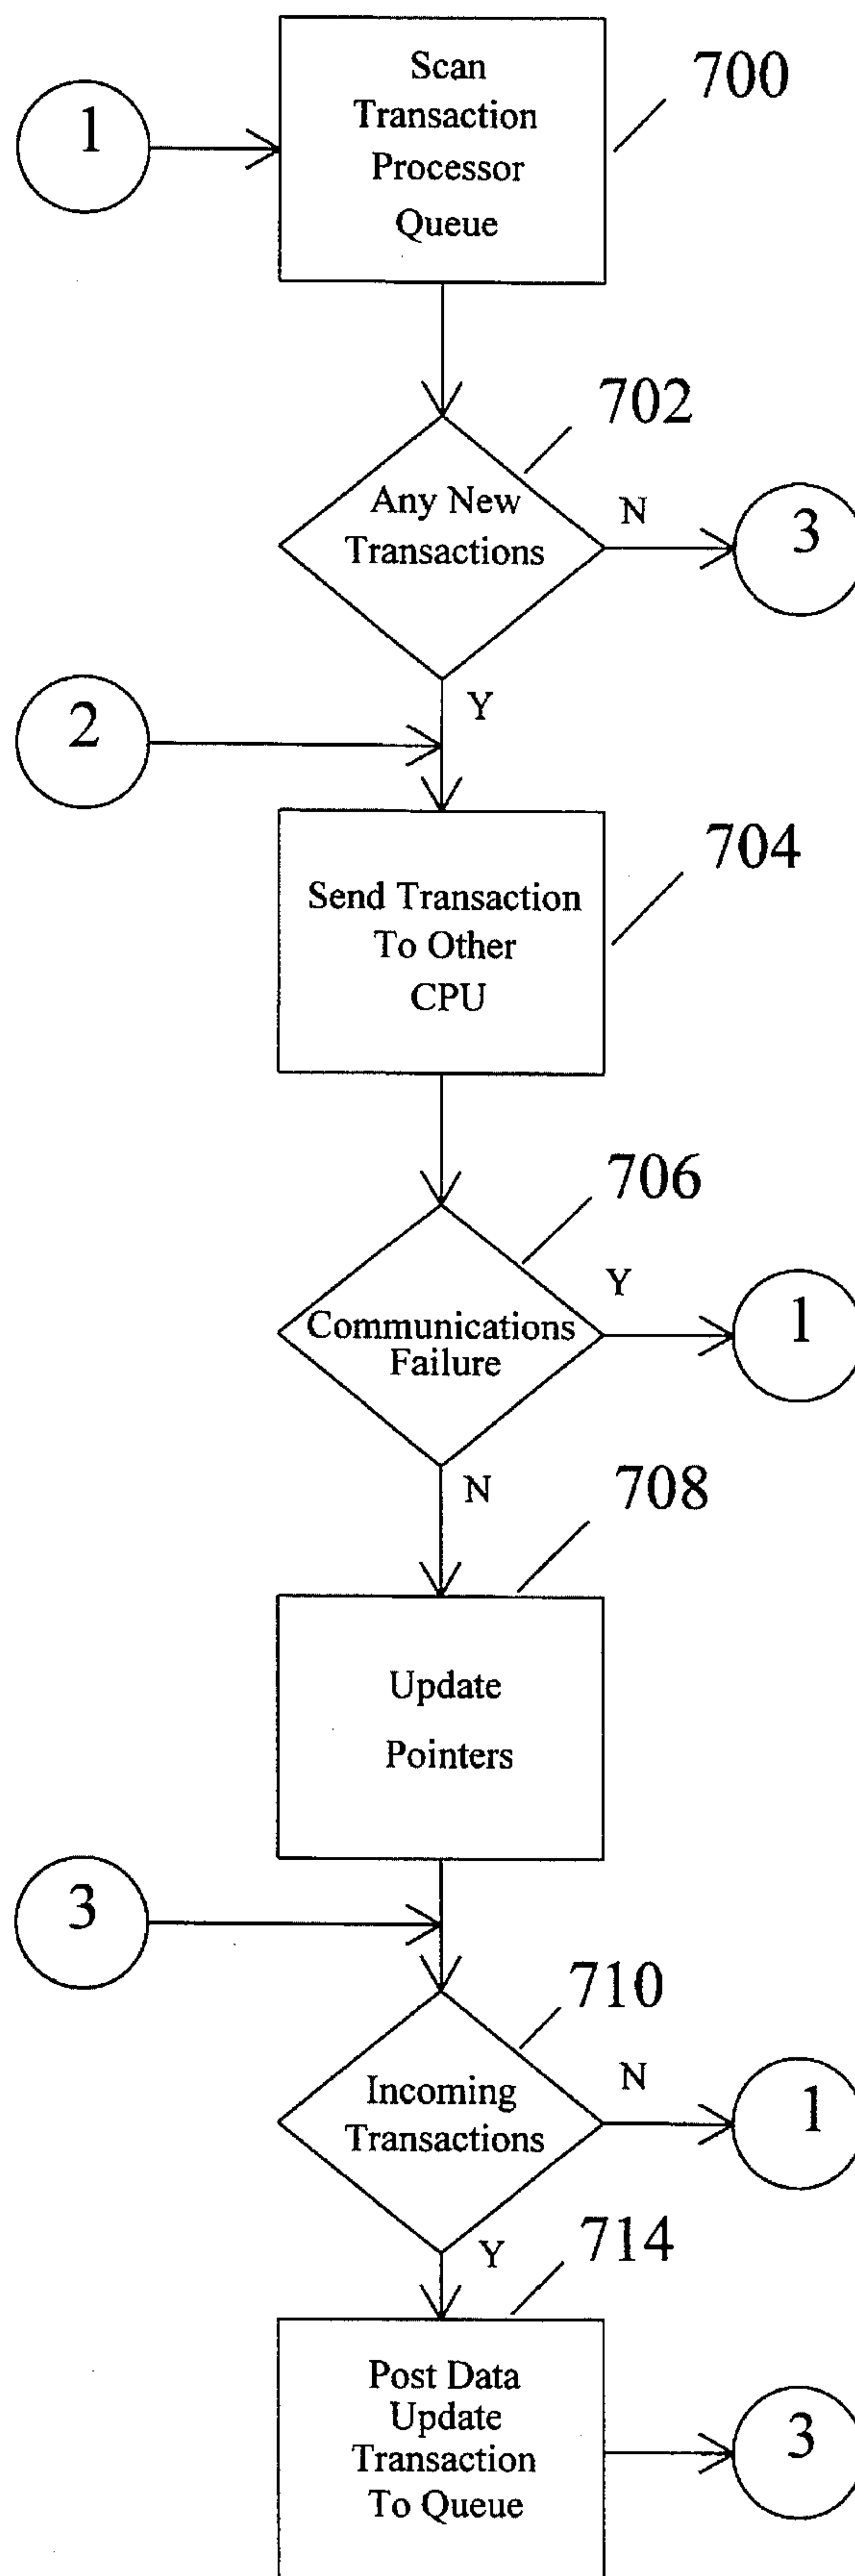 Scan
Transaction
Processor
Queue
700
1
702
Any New
Transactions
N
3
Y
2
704
Send Transaction
To Other
CPU
706
Communications
Failure
Y
1
N
708
Update
Pointers
3
710
Incoming
Transactions
N
1
Y
714
Post Data
Update
Transaction
To Queue
3